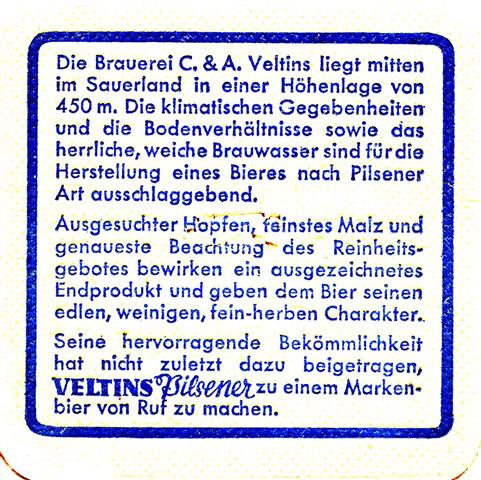 Die Brauerei C. & A. Veltins liegt mitten
im Sauerland in einer Höhenlage von
450 m. Die klimatischen Gegebenheiten
und die Bodenverhältnisse sowie das
herrliche, weiche Brauwasser sind für die
Herstellung eines Bieres nach Pilsener
Art ausschlaggebend.
Ausgesuchter Hopfen, feinstes Malz und
genaueste Beachtung des Reinheits-
gebotes bewirken ein ausgezeichnetes
Endprodukt und geben dem Bier seinen
edlen, weinigen, fein-herben Charakter.
Seine hervorragende Bekömmlichkeit
hat nicht zuletzt dazu beigetragen,
VELTINS Pilsener zu einem Marken-
bier von Ruf zu machen.